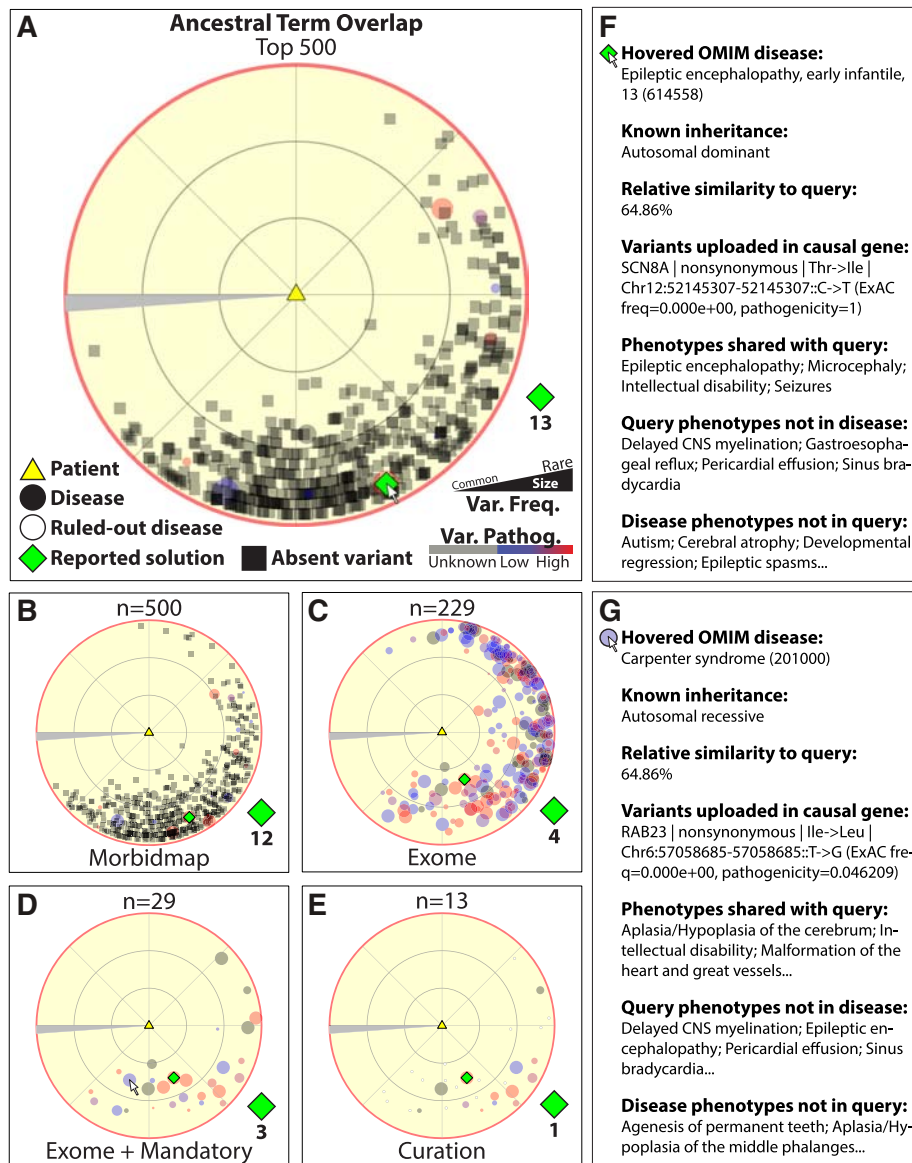 A
Ancestral Term Overlap
Top 500
13
Patient
Disease
Ruled-out disease
Reported solution
Absent variant
Common
Rare
Size
Var. Freq.
Var. Pathog.
Unknown Low High
B
n=500
12
Morbidmap
C
n=229
4
Exome
D
n=29
3
Exome + Mandatory
E
n=13
1
Curation
F
Hovered OMIM disease:
Epileptic encephalopathy, early infantile,
13 (614558)
Known inheritance:
Autosomal dominant
Relative similarity to query:
64.86%
Variants uploaded in causal gene:
SCN8A | nonsynonymous | Thr->Ile |
Chr12:52145307-52145307::C->T (ExAC
freq=0.000e+00, pathogenicity=1)
Phenotypes shared with query:
Epileptic encephalopathy; Microcephaly;
Intellectual disability; Seizures
Query phenotypes not in disease:
Delayed CNS myelination; Gastroesopha-
geal reflux; Pericardial effusion; Sinus bra-
dycardia
Disease phenotypes not in query:
Autism; Cerebral atrophy; Developmental
regression; Epileptic spasms...
G
Hovered OMIM disease:
Carpenter syndrome (201000)
Known inheritance:
Autosomal recessive
Relative similarity to query:
64.86%
Variants uploaded in causal gene:
RAB23 | nonsynonymous | Ile->Leu |
Chr6:57058685-57058685::T->G (ExAC fre-
q=0.000e+00, pathogenicity=0.046209)
Phenotypes shared with query:
Aplasia/Hypoplasia of the cerebrum; In-
tellectual disability; Malformation of the
heart and great vessels...
Query phenotypes not in disease:
Delayed CNS myelination; Epileptic en-
cephalopathy; Pericardial effusion; Sinus
bradycardia...
Disease phenotypes not in query:
Agenesis of permanent teeth; Aplasia/Hy-
poplasia of the middle phalanges...